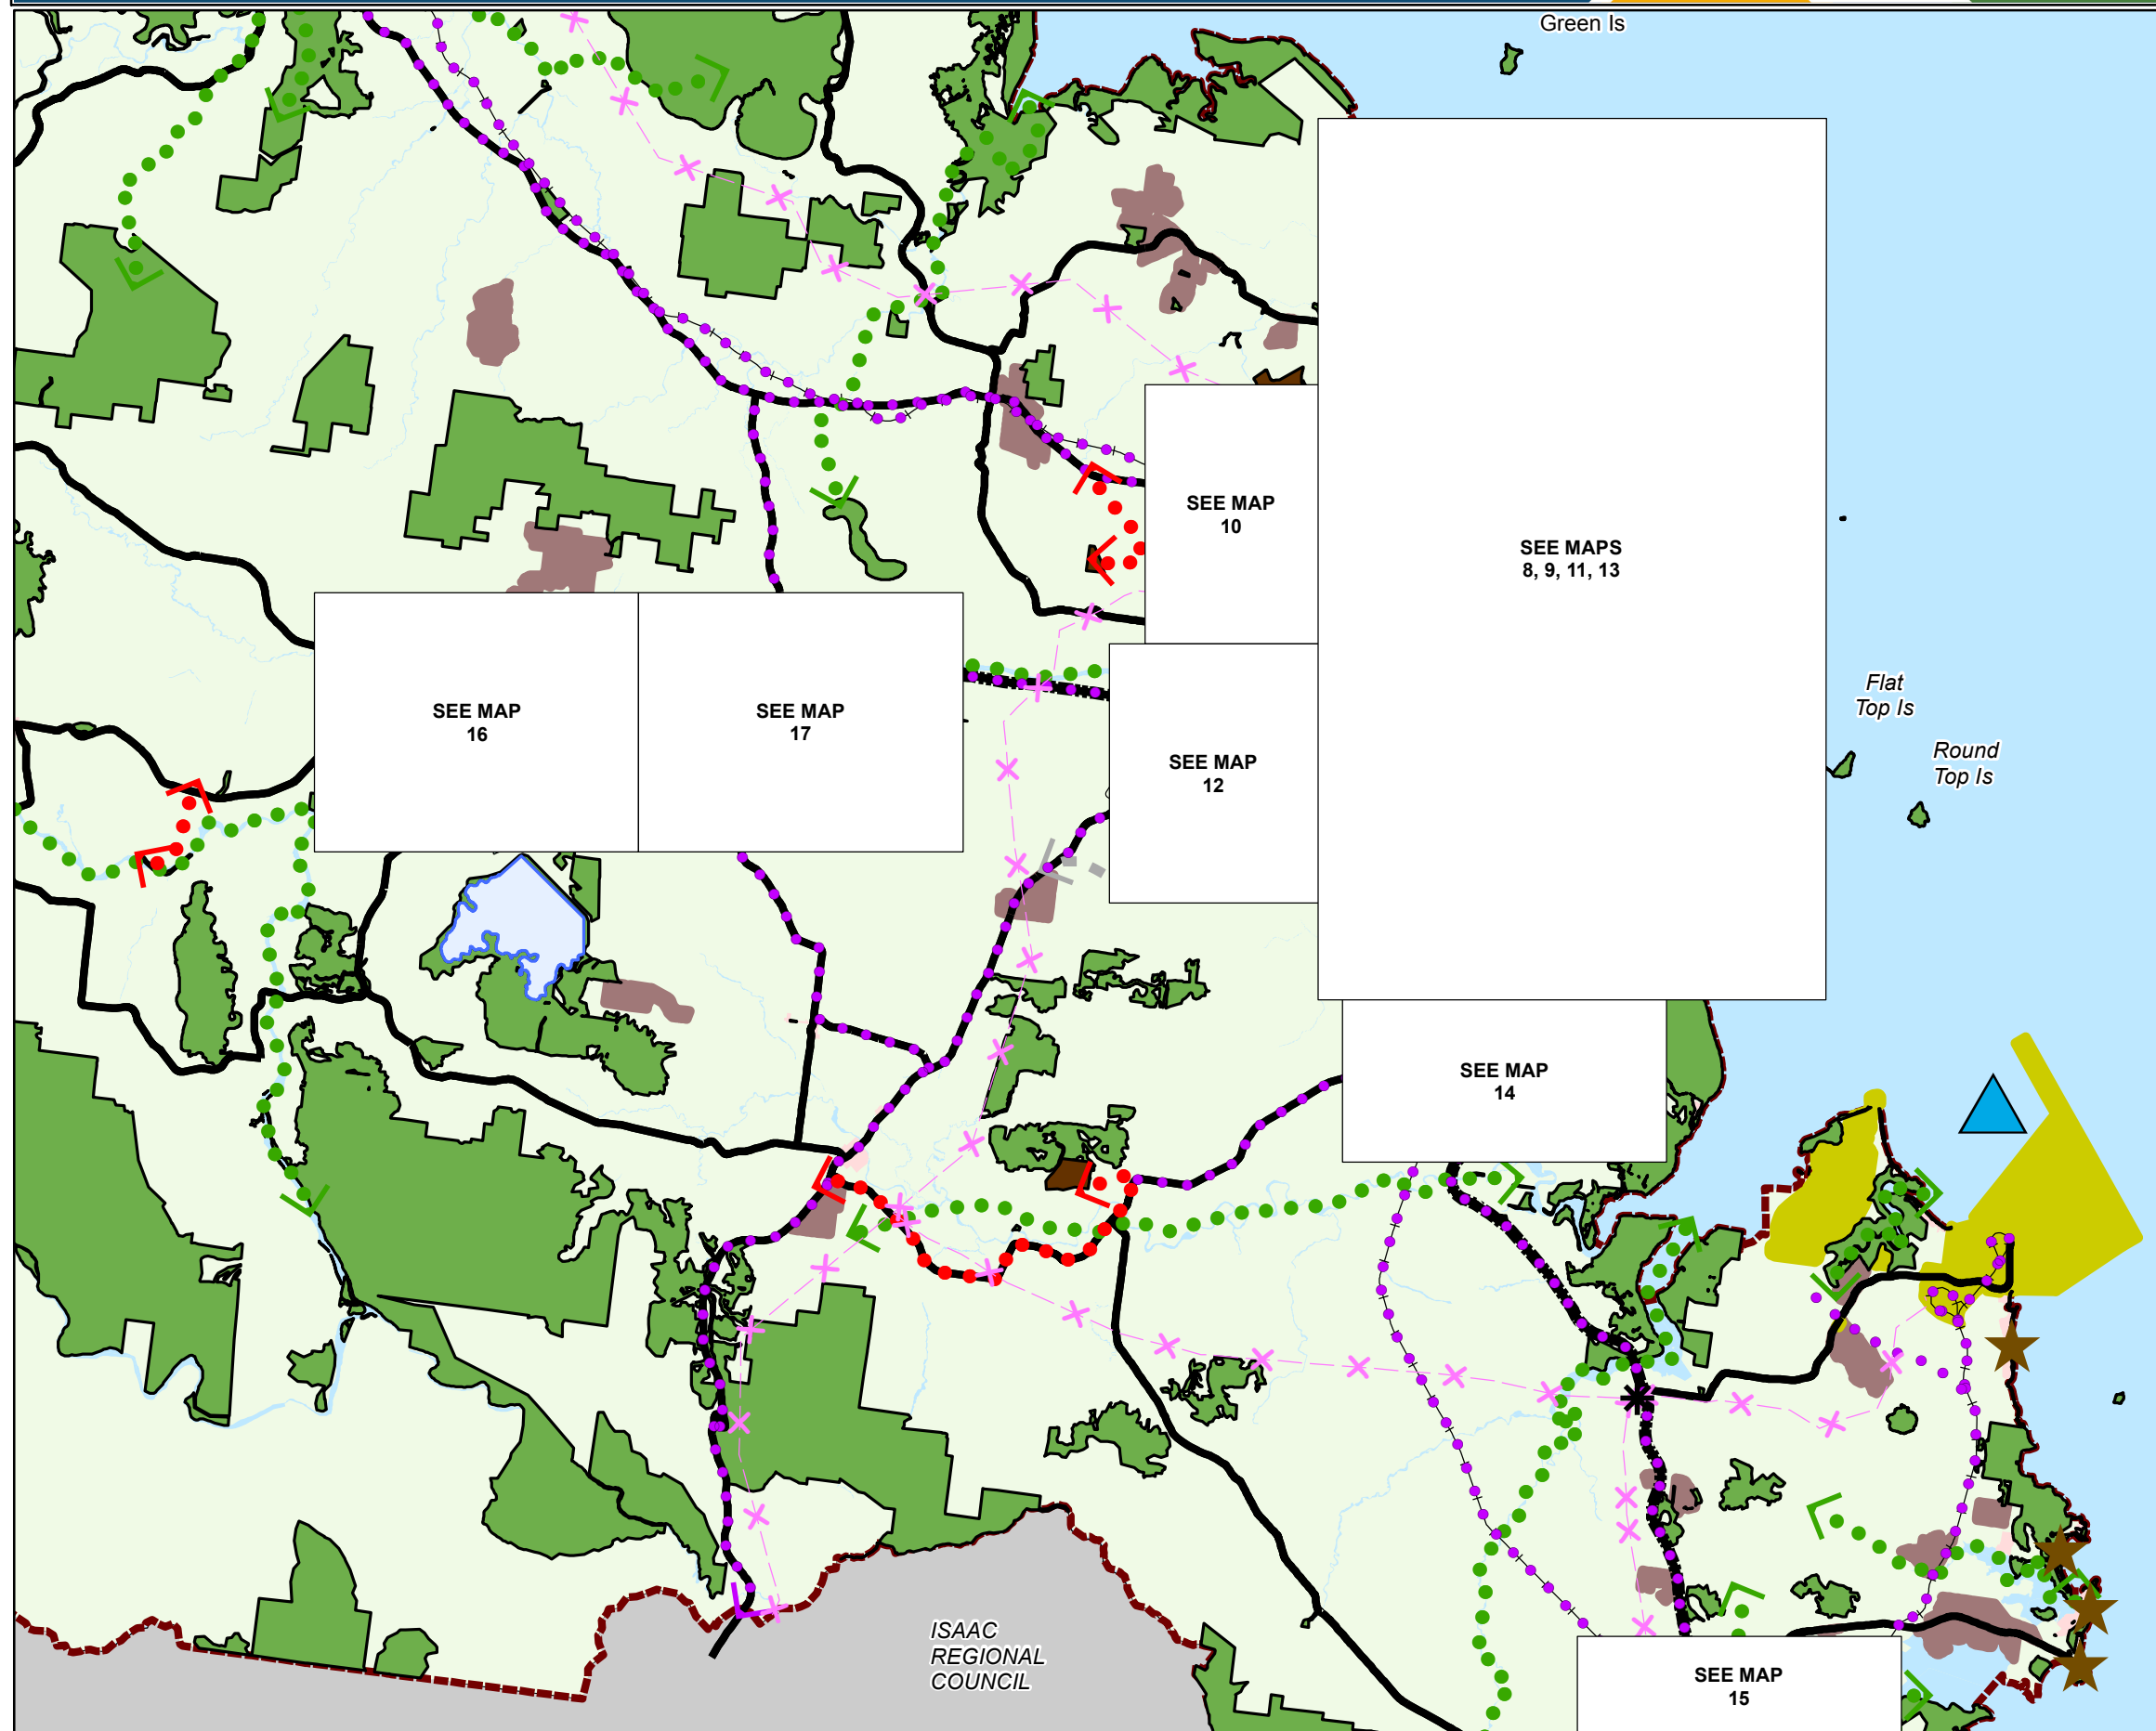 Green Is
SEE MAP
10
SEE MAPS
8, 9, 11, 13
Flat
Top Is
Round
Top Is
SEE MAP
16
SEE MAP
17
SEE MAP
12
SEE MAP
14
ISAAC
REGIONAL
COUNCIL
SEE MAP
15